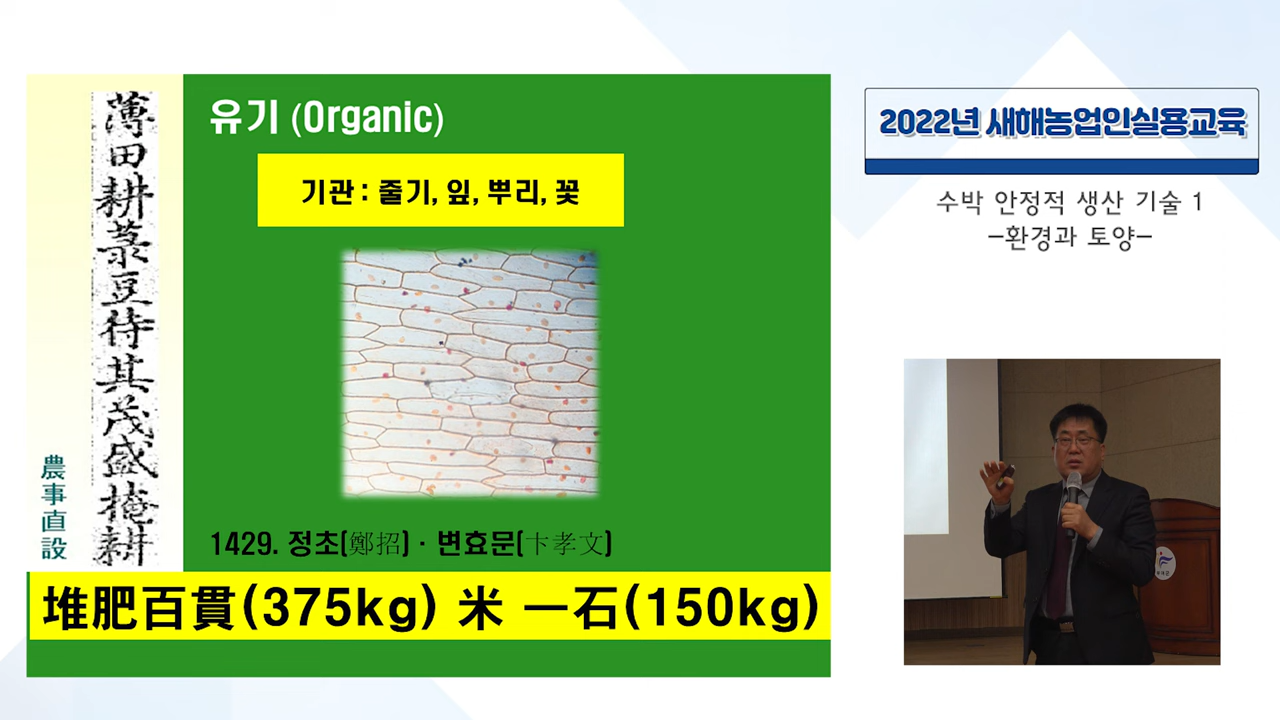 薄田耕菉豆待其茂盛掩耕
農事直設
유기 (Organic)
기관 : 줄기, 잎, 뿌리, 꽃
1429. 정초(鄭招) · 변효문(卞孝文)
堆肥百貫(375kg) 米 一石(150kg)
2022년 새해농업인실용교육
수박 안정적 생산 기술 1
-환경과 토양-